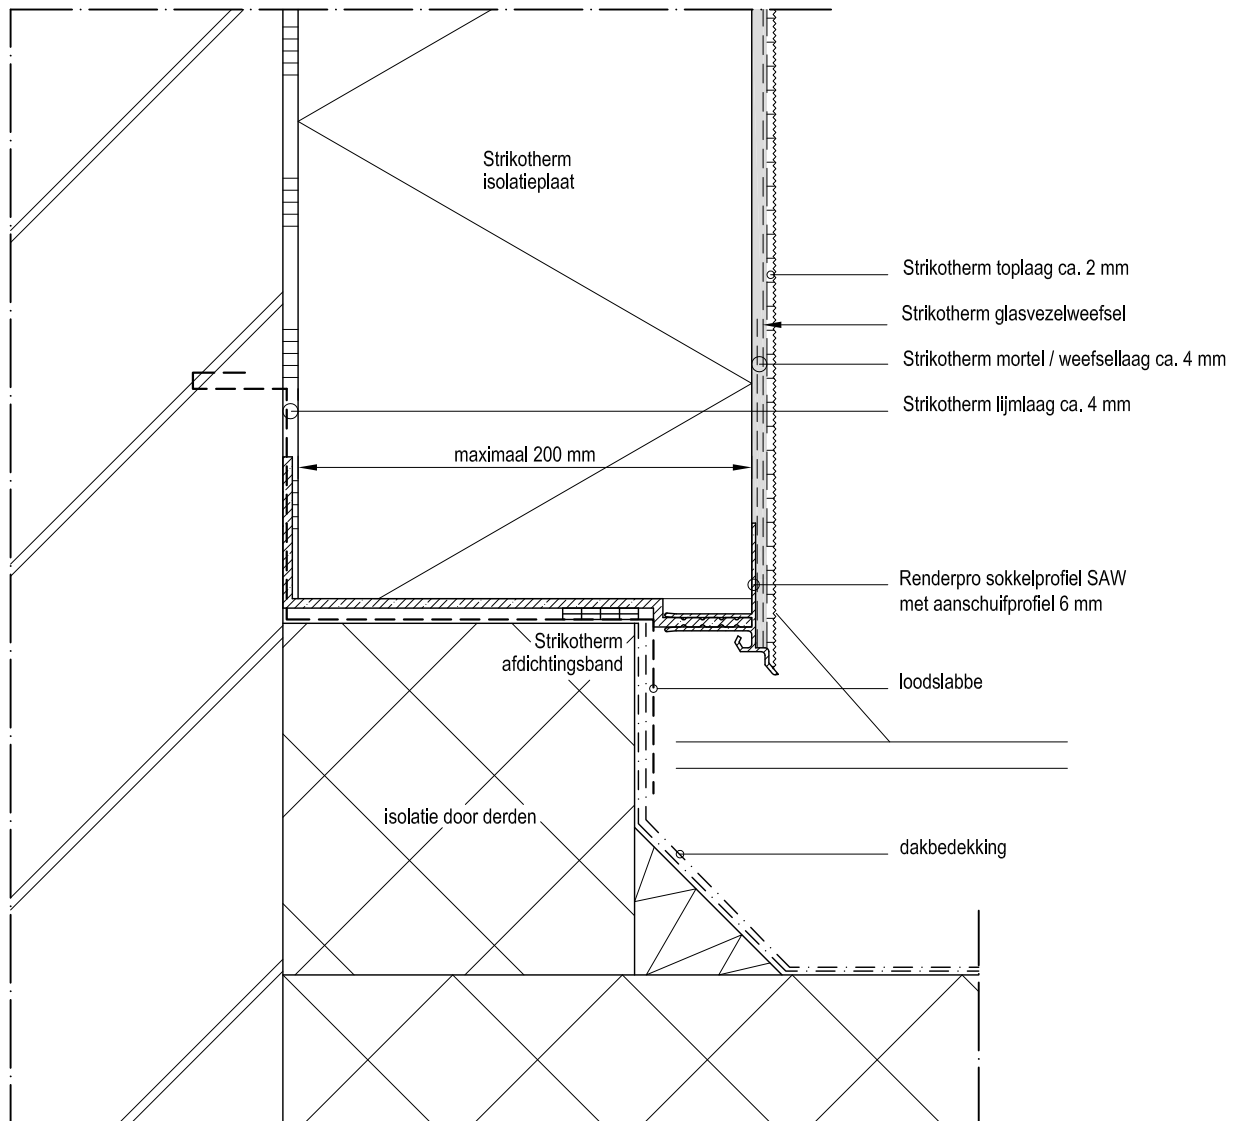 Strikotherm
isolatieplaat
Strikotherm toplaag ca. 2 mm
Strikotherm glasvezelweefsel
Strikotherm mortel / weefsellaag ca. 4 mm
Strikotherm lijmlaag ca. 4 mm
maximaal 200 mm
Renderpro sokkelprofiel SAW
met aanschuifprofiel 6 mm
Strikotherm
afdichtingsband
loodslabbe
isolatie door derden
dakbedekking